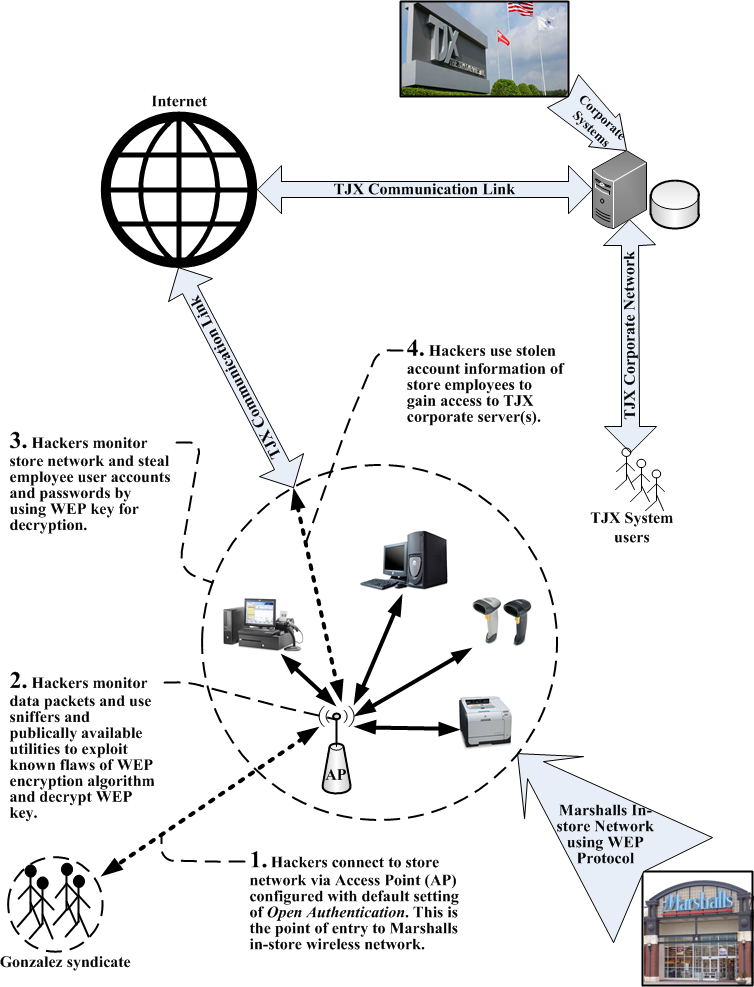 TJX
Corporate
Systems
Internet
TJX Communication Link
TJX Communication Link
TJX Corporate Network
4. Hackers use stolen
account information of
store employees to
gain access to TJX
corporate server(s).
3. Hackers monitor
store network and steal
employee user accounts
and passwords by
using WEP key for
decryption.
TJX System
users
2. Hackers monitor
data packets and use
sniffers and
publically available
utilities to exploit
known flaws of WEP
encryption algorithm
and decrypt WEP
key.
AP
Marshalls In-
store Network
using WEP
Protocol
1. Hackers connect to store
network via Access Point (AP)
configured with default setting
of Open Authentication. This is
the point of entry to Marshalls
in-store wireless network.
Marshalls
Gonzalez syndicate